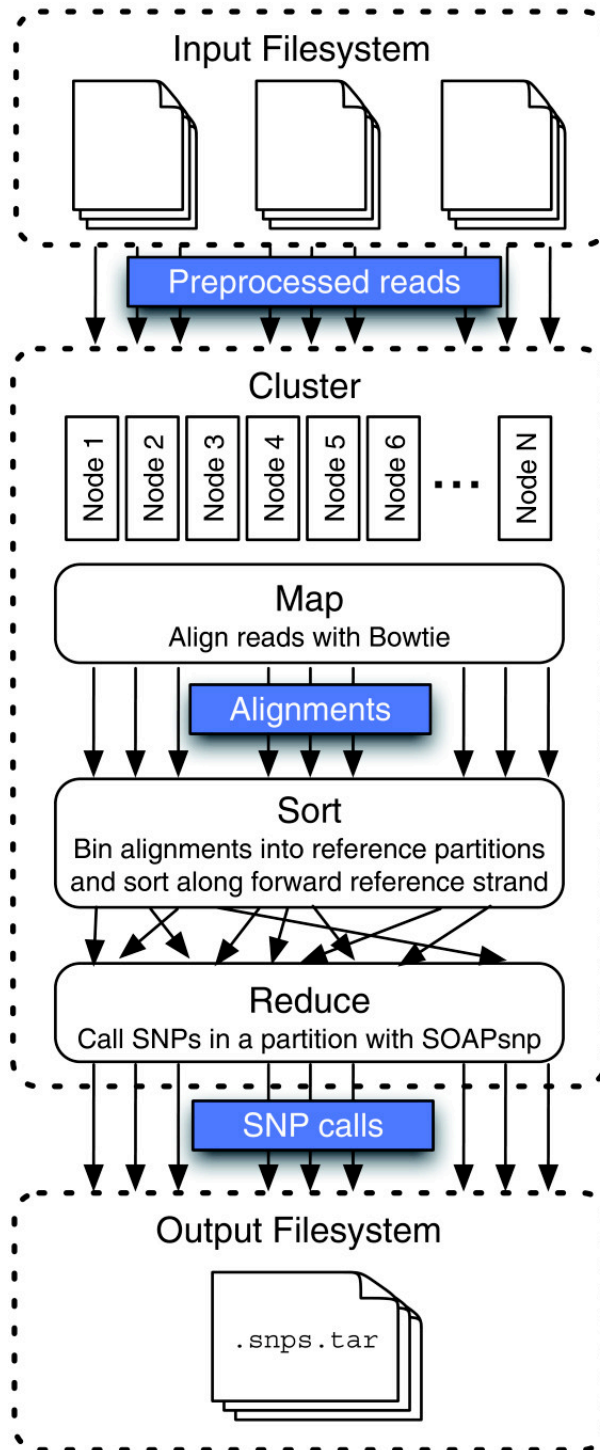 Input Filesystem
Preprocessed reads
Cluster
Node 1
Node 2
Node 3
Node 4
Node 5
Node 6
...
Node N
Map
Align reads with Bowtie
Alignments
Sort
Bin alignments into reference partitions
and sort along forward reference strand
Reduce
Call SNPs in a partition with SOAPsnp
SNP calls
Output Filesystem
.snps.tar